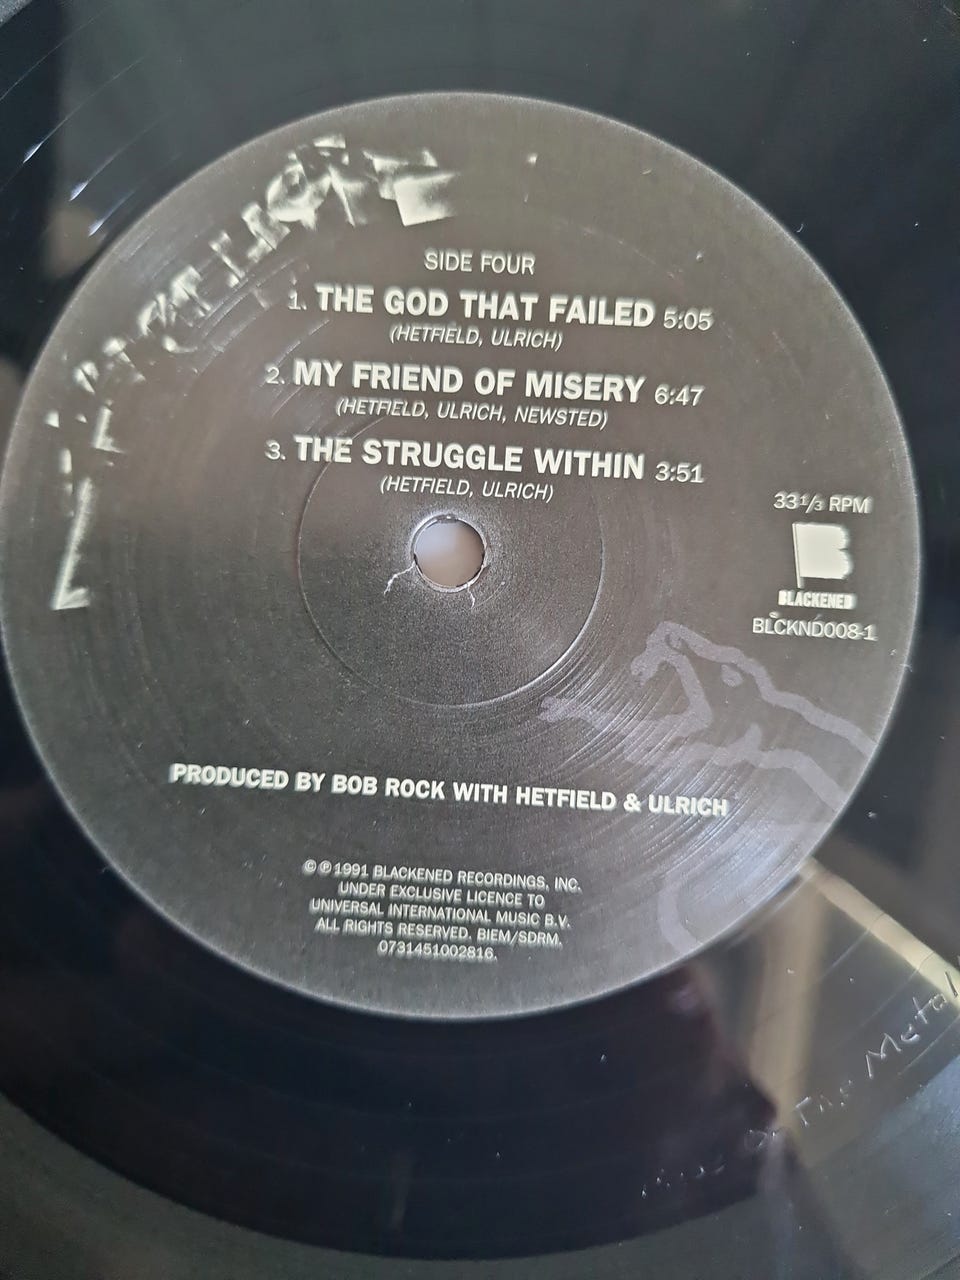 METALLICA
SIDE FOUR
1. THE GOD THAT FAILED 5:05
(HETFIELD, ULRICH)
2. MY FRIEND OF MISERY 6:47
(HETFIELD, ULRICH, NEWSTED)
3. THE STRUGGLE WITHIN 3:51
(HETFIELD, ULRICH)
33 1/3 RPM
B
BLACKENED
BLCKND008-1
PRODUCED BY BOB ROCK WITH HETFIELD & ULRICH
© ℗ 1991 BLACKENED RECORDINGS, INC.
UNDER EXCLUSIVE LICENCE TO
UNIVERSAL INTERNATIONAL MUSIC B.V.
ALL RIGHTS RESERVED. BIEM/SDRM.
0731451002816.